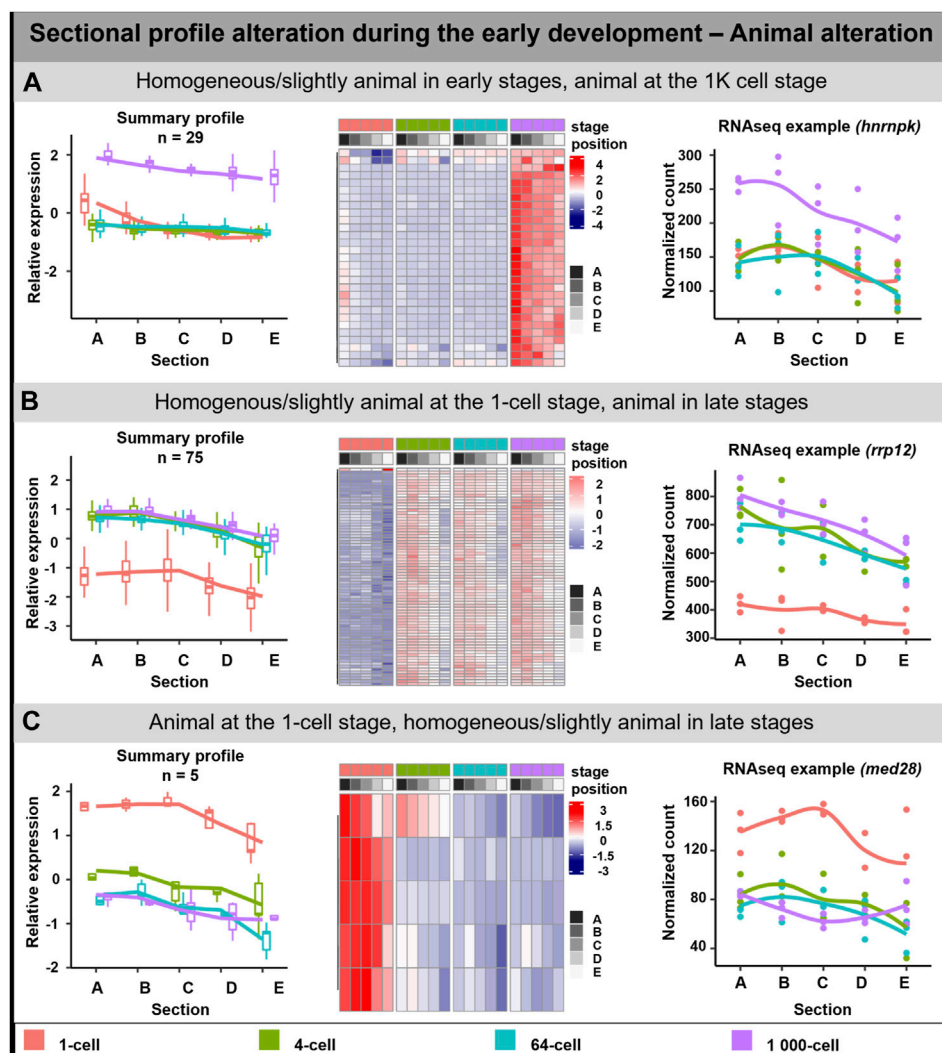 Sectional profile alteration during the early development – Animal alteration
A
Homogeneous/slightly animal in early stages, animal at the 1K cell stage
Summary profile
n = 29
Relative expression
2
0
-2
A B C D E
Section
stage
position
4
2
0
-2
-4
A
B
C
D
E
RNAseq example (hnrnpk)
Normalized count
300
250
200
150
100
A B C D E
Section
B
Homogenous/slightly animal at the 1-cell stage, animal in late stages
Summary profile
n = 75
Relative expression
2
1
0
-1
-2
-3
A B C D E
Section
stage
position
2
1
0
-1
-2
A
B
C
D
E
RNAseq example (rrp12)
Normalized count
800
700
600
500
400
300
A B C D E
Section
C
Animal at the 1-cell stage, homogeneous/slightly animal in late stages
Summary profile
n = 5
Relative expression
2
1
0
-1
-2
A B C D E
Section
stage
position
3
1.5
0
-1.5
-3
A
B
C
D
E
RNAseq example (med28)
Normalized count
160
120
80
40
A B C D E
Section
1-cell 4-cell 64-cell 1 000-cell